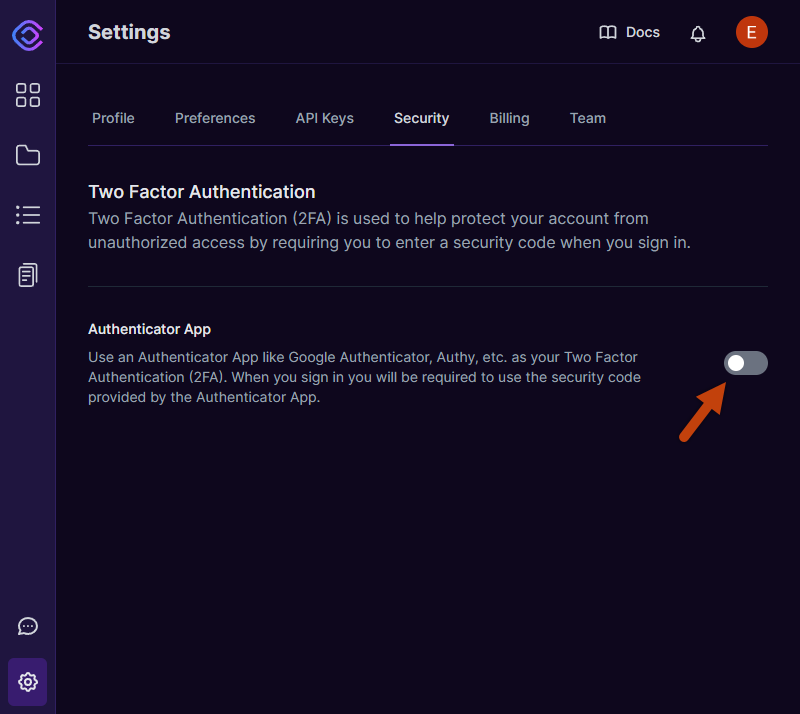 Settings
Docs
E
Profile
Preferences
API Keys
Security
Billing
Team
Two Factor Authentication
Two Factor Authentication (2FA) is used to help protect your account from
unauthorized access by requiring you to enter a security code when you sign in.
Authenticator App
Use an Authenticator App like Google Authenticator, Authy, etc. as your Two Factor
Authentication (2FA). When you sign in you will be required to use the security code
provided by the Authenticator App.